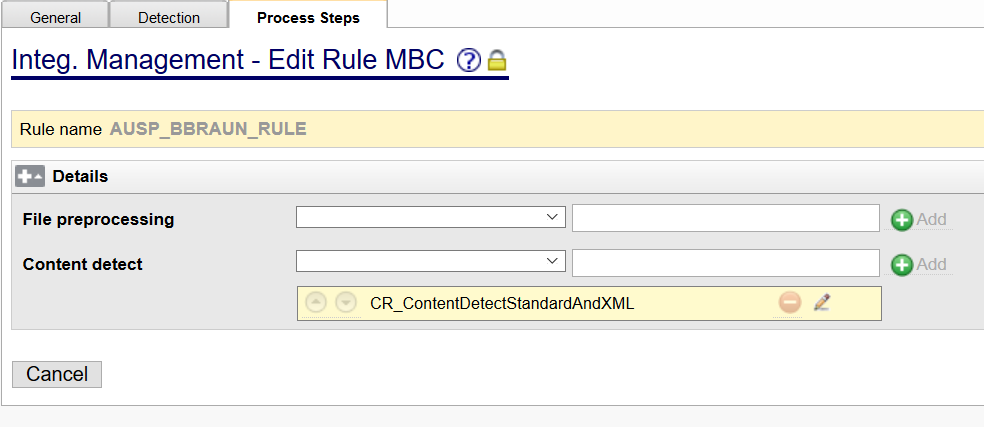 General Detection Process Steps
Integ. Management - Edit Rule MBC
Rule name AUSP_BBRAUN_RULE
Details
File preprocessing Add
Content detect Add
CR_ContentDetectStandardAndXML
Cancel